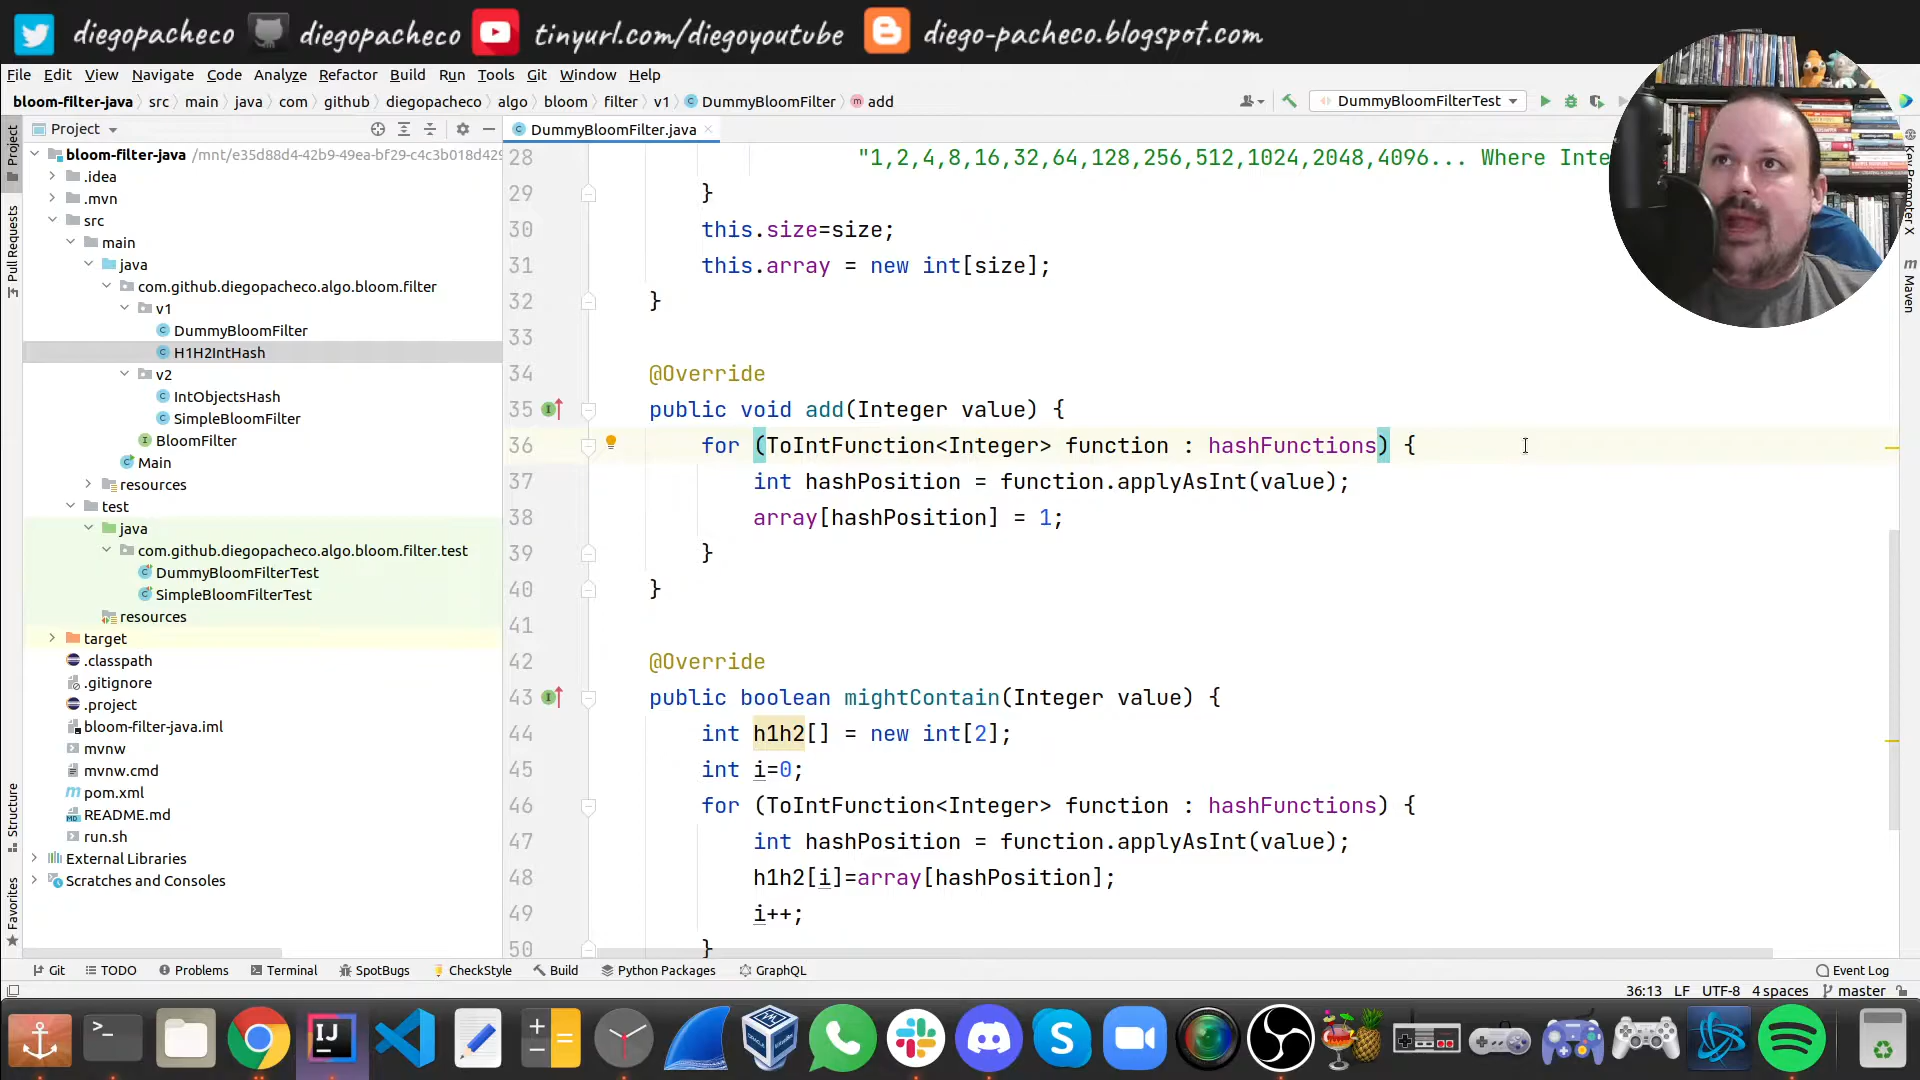 diegopacheco diegopacheco tinyurl.com/diegoyoutube diego-pacheco.blogspot.com
File Edit View Navigate Code Analyze Refactor Build Run Tools Git Window Help
bloom-filter-java src main java com github diegopacheco algo bloom filter v1 DummyBloomFilter add
DummyBloomFilterTest
Project
DummyBloomFilter.java
bloom-filter-java /mnt/e35d88d4-42b9-49ea-bf29-c4c3b018d429
.idea
.mvn
src
main
java
com.github.diegopacheco.algo.bloom.filter
v1
DummyBloomFilter
H1H2IntHash
v2
IntObjectsHash
SimpleBloomFilter
BloomFilter
Main
resources
test
java
com.github.diegopacheco.algo.bloom.filter.test
DummyBloomFilterTest
SimpleBloomFilterTest
resources
target
.classpath
.gitignore
.project
bloom-filter-java.iml
mvnw
mvnw.cmd
pom.xml
README.md
run.sh
External Libraries
Scratches and Consoles
28 "1,2,4,8,16,32,64,128,256,512,1024,2048,4096... Where Inte
29 }
30 this.size=size;
31 this.array = new int[size];
32 }
33
34 @Override
35 public void add(Integer value) {
36 for (ToIntFunction<Integer> function : hashFunctions) {
37 int hashPosition = function.applyAsInt(value);
38 array[hashPosition] = 1;
39 }
40 }
41
42 @Override
43 public boolean mightContain(Integer value) {
44 int h1h2[] = new int[2];
45 int i=0;
46 for (ToIntFunction<Integer> function : hashFunctions) {
47 int hashPosition = function.applyAsInt(value);
48 h1h2[i]=array[hashPosition];
49 i++;
50 }
Project
Pull Requests
Structure
Favorites
Key Promoter X
Maven
Git TODO Problems Terminal SpotBugs CheckStyle Build Python Packages GraphQL Event Log
36:13 LF UTF-8 4 spaces master